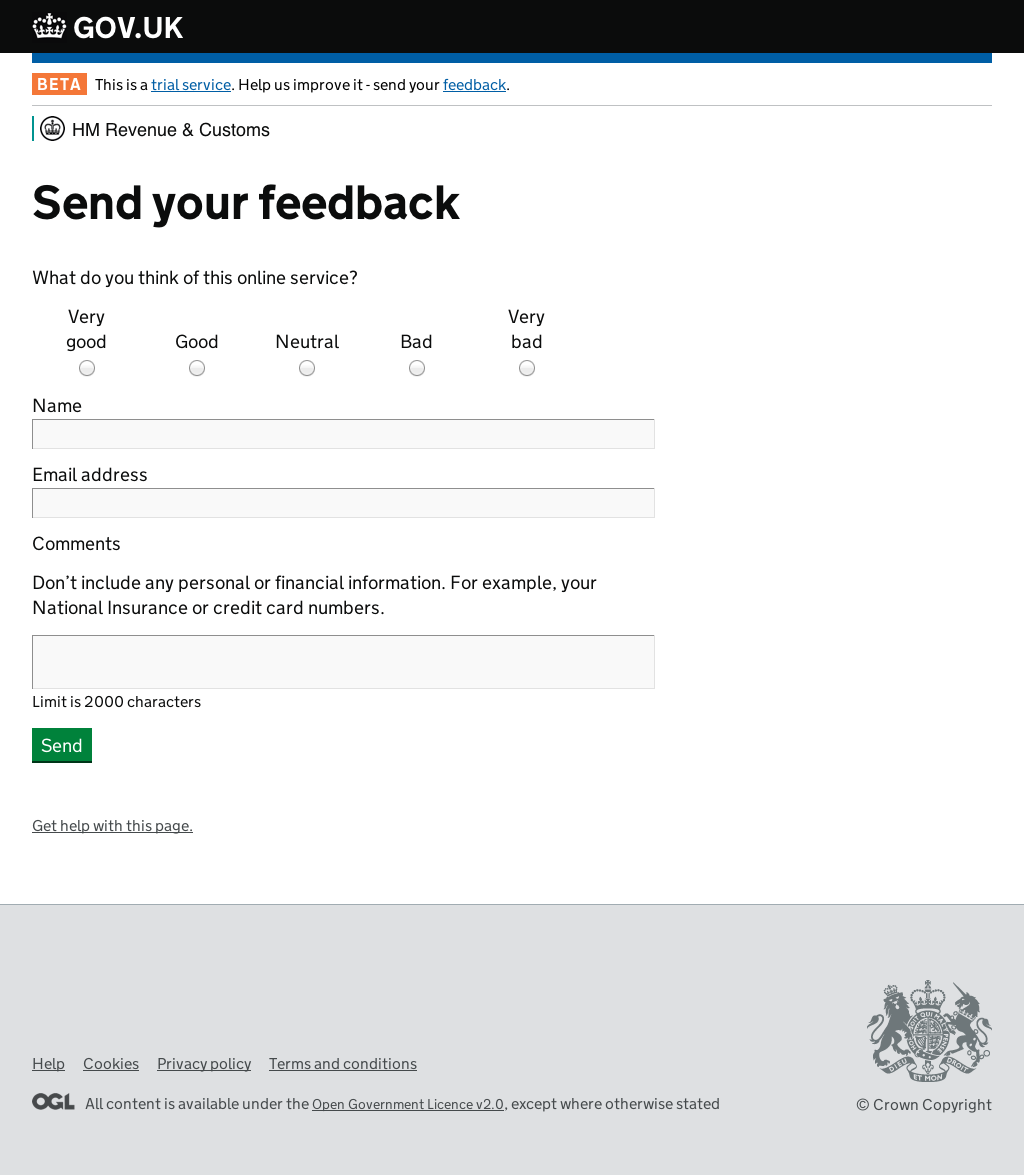 GOV.UK
BETA This is a trial service. Help us improve it - send your feedback.
HM Revenue & Customs
Send your feedback
What do you think of this online service?
Very good
Good
Neutral
Bad
Very bad
Name
Email address
Comments
Don’t include any personal or financial information. For example, your
National Insurance or credit card numbers.
Limit is 2000 characters
Send
Get help with this page.
Help Cookies Privacy policy Terms and conditions
OGL All content is available under the Open Government Licence v2.0, except where otherwise stated
DIEU ET MON DROIT
© Crown Copyright